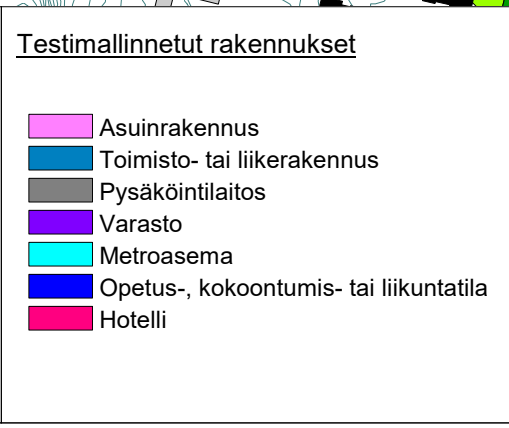 Testimallinnetut rakennukset
Asuinrakennus
Toimisto- tai liikerakennus
Pysäköintilaitos
Varasto
Metroasema
Opetus-, kokoontumis- tai liikuntatila
Hotelli